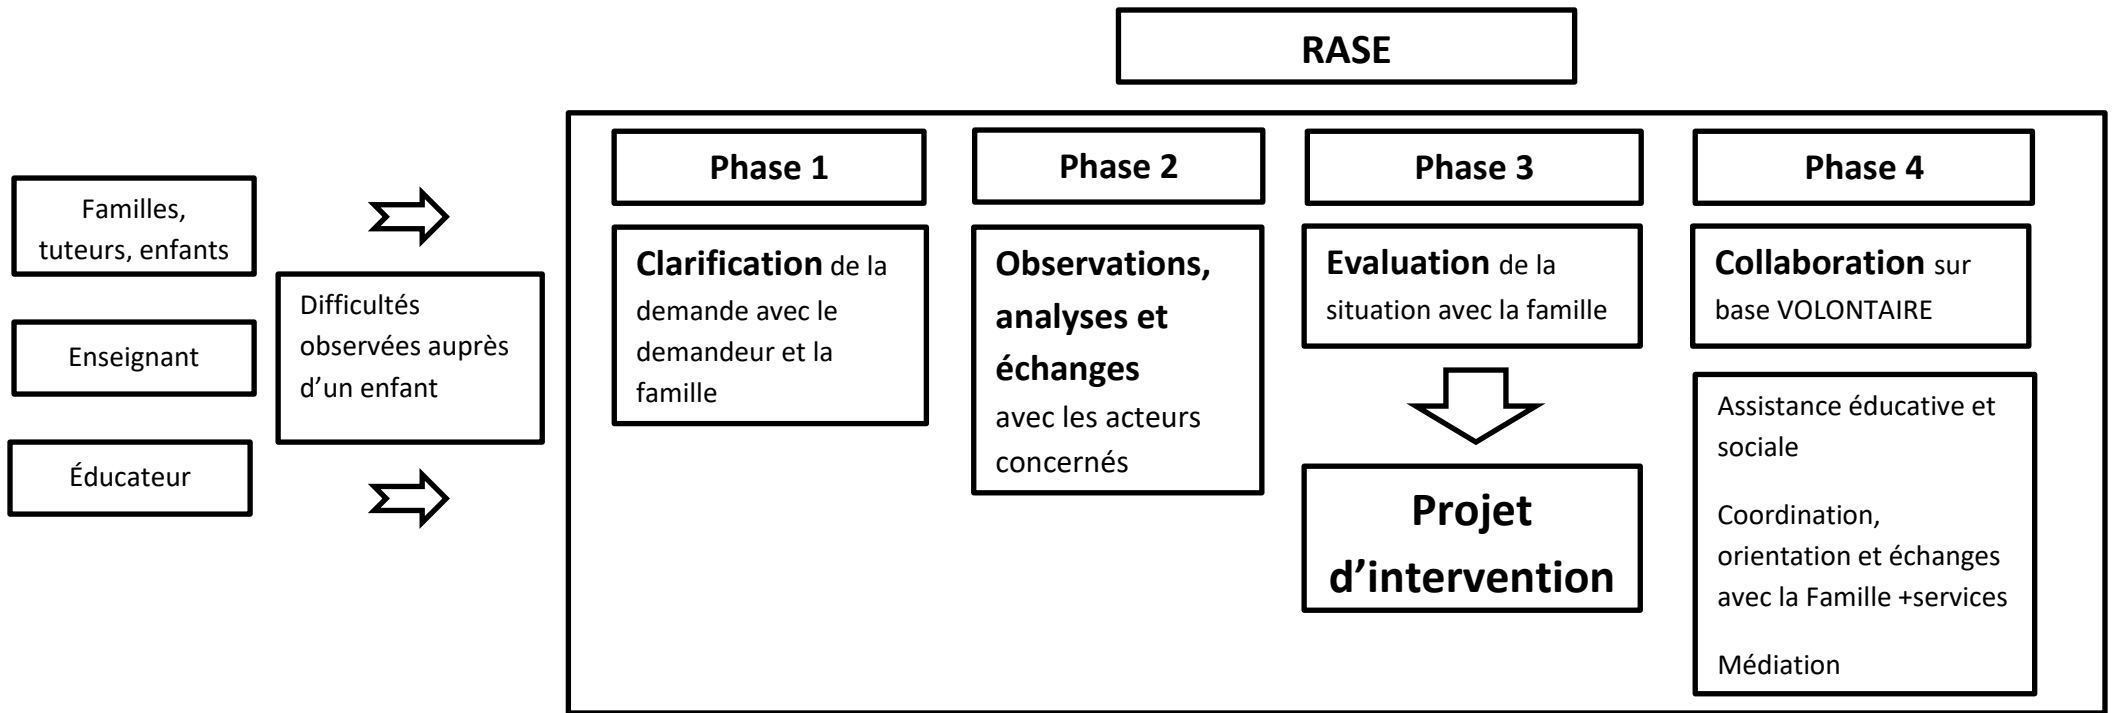 RASE
Familles,
tuteurs, enfants
Enseignant
Éducateur
Difficultés
observées auprès
d’un enfant
Phase 1
Clarification de la
demande avec le
demandeur et la
famille
Phase 2
Observations,
analyses et
échanges
avec les acteurs
concernés
Phase 3
Evaluation de la
situation avec la famille
Projet
d’intervention
Phase 4
Collaboration sur
base VOLONTAIRE
Assistance éducative et
sociale
Coordination,
orientation et échanges
avec la Famille +services
Médiation